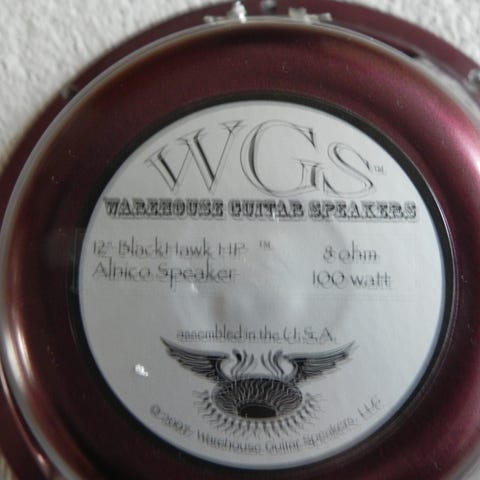 WGS™
WAREHOUSE GUITAR SPEAKERS
12" BlackHawk HP ™ 8 ohm
Alnico Speaker 100 watt
assembled in the U.S.A.
© 2007 Warehouse Guitar Speakers, LLC